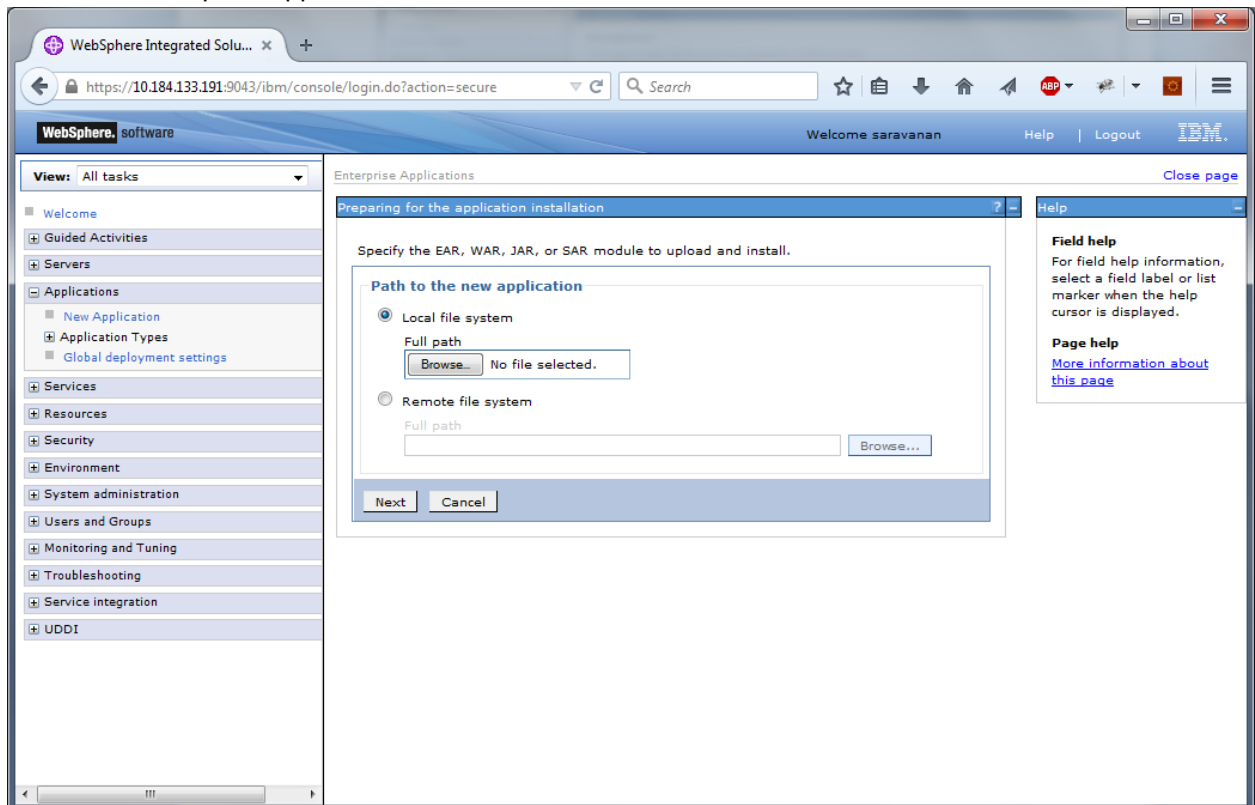 WebSphere Integrated Solu...
https://10.184.133.191:9043/ibm/console/login.do?action=secure
Search
ABP
WebSphere. software
Welcome saravanan
Help | Logout
IBM.
View: All tasks
Welcome
Guided Activities
Servers
Applications
New Application
Application Types
Global deployment settings
Services
Resources
Security
Environment
System administration
Users and Groups
Monitoring and Tuning
Troubleshooting
Service integration
UDDI
Enterprise Applications
Close page
Preparing for the application installation
Specify the EAR, WAR, JAR, or SAR module to upload and install.
Path to the new application
Local file system
Full path
Browse... No file selected.
Remote file system
Full path
Browse...
Next Cancel
Help
Field help
For field help information,
select a field label or list
marker when the help
cursor is displayed.
Page help
More information about
this page